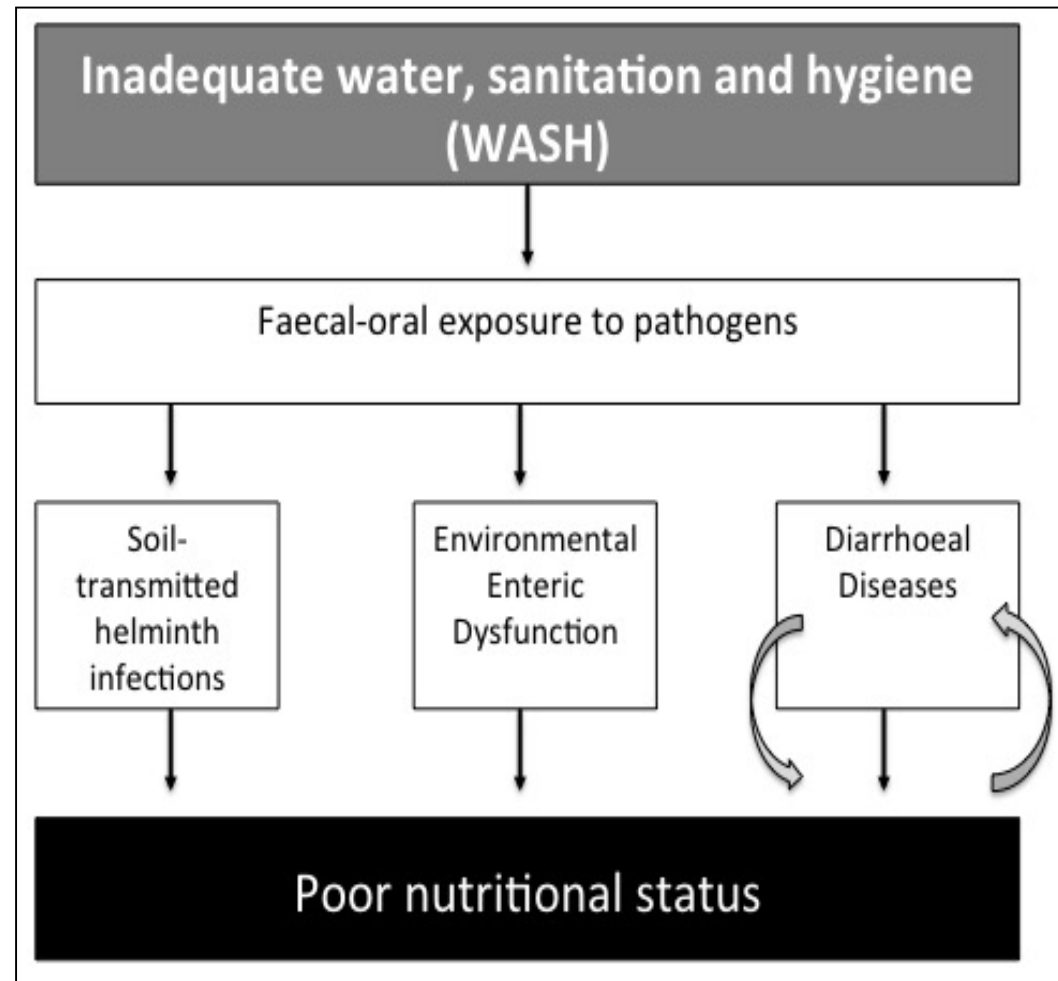 Inadequate water, sanitation and hygiene
(WASH)
Faecal-oral exposure to pathogens
Soil-
transmitted
helminth
infections
Environmental
Enteric
Dysfunction
Diarrhoeal
Diseases
Poor nutritional status